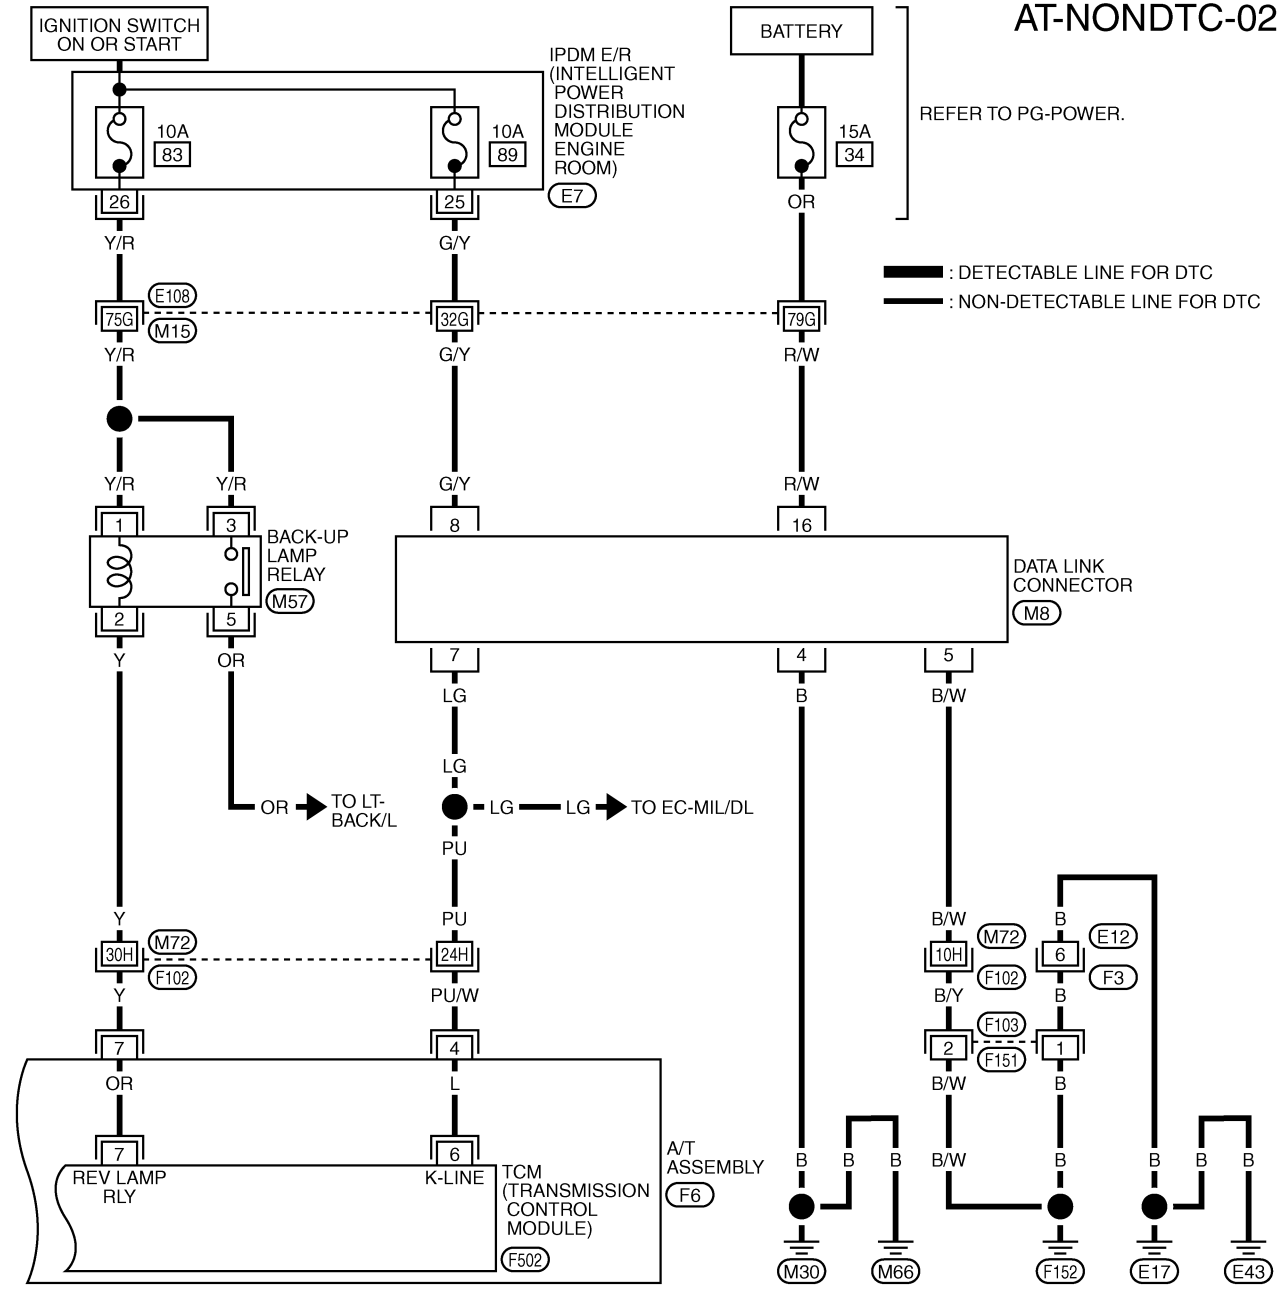 AT-NONDTC-02
IGNITION SWITCH
ON OR START
BATTERY
IPDM E/R
(INTELLIGENT
POWER
DISTRIBUTION
MODULE
ENGINE
ROOM)
E7
10A
83
10A
89
15A
34
REFER TO PG-POWER.
26
25
OR
Y/R
G/Y
: DETECTABLE LINE FOR DTC
: NON-DETECTABLE LINE FOR DTC
E108
75G
32G
79G
M15
Y/R
G/Y
R/W
Y/R
Y/R
G/Y
R/W
1
3
8
16
BACK-UP
LAMP
RELAY
M57
DATA LINK
CONNECTOR
M8
2
5
7
4
5
Y
OR
LG
B
B/W
LG
OR
TO LT-
BACK/L
LG
LG
TO EC-MIL/DL
PU
Y
PU
B/W
B
M72
30H
24H
F102
M72
10H
F102
6
E12
F3
Y
PU/W
B/Y
B
F103
7
4
2
1
F151
OR
L
B/W
B
7
6
REV LAMP
RLY
K-LINE
TCM
(TRANSMISSION
CONTROL
MODULE)
F502
A/T
ASSEMBLY
F6
B
B
B
B/W
B
B
B
B
M30
M66
F152
E17
E43